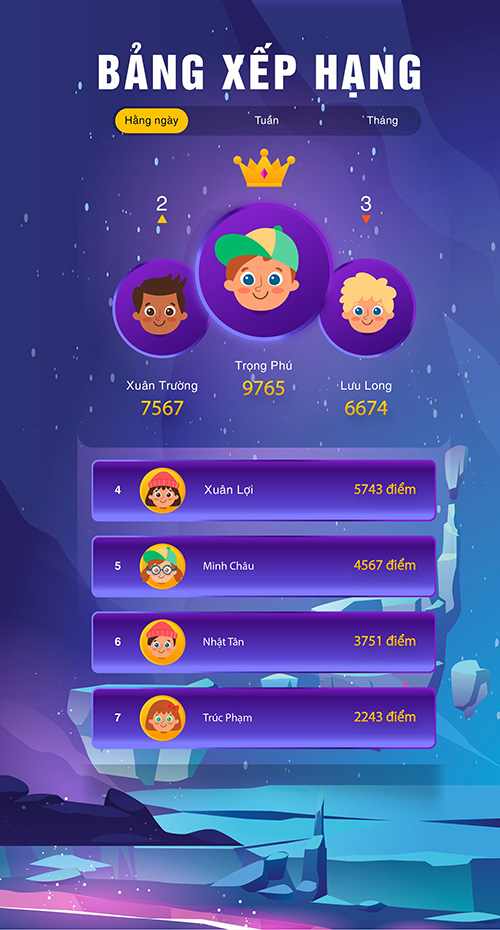 BẢNG XẾP HẠNG
Hằng ngày Tuần Tháng
2 3
Trọng Phú
9765
Xuân Trường Lưu Long
7567 6674
4 Xuân Lợi 5743 điểm
5 Minh Châu 4567 điểm
6 Nhật Tân 3751 điểm
7 Trúc Phạm 2243 điểm